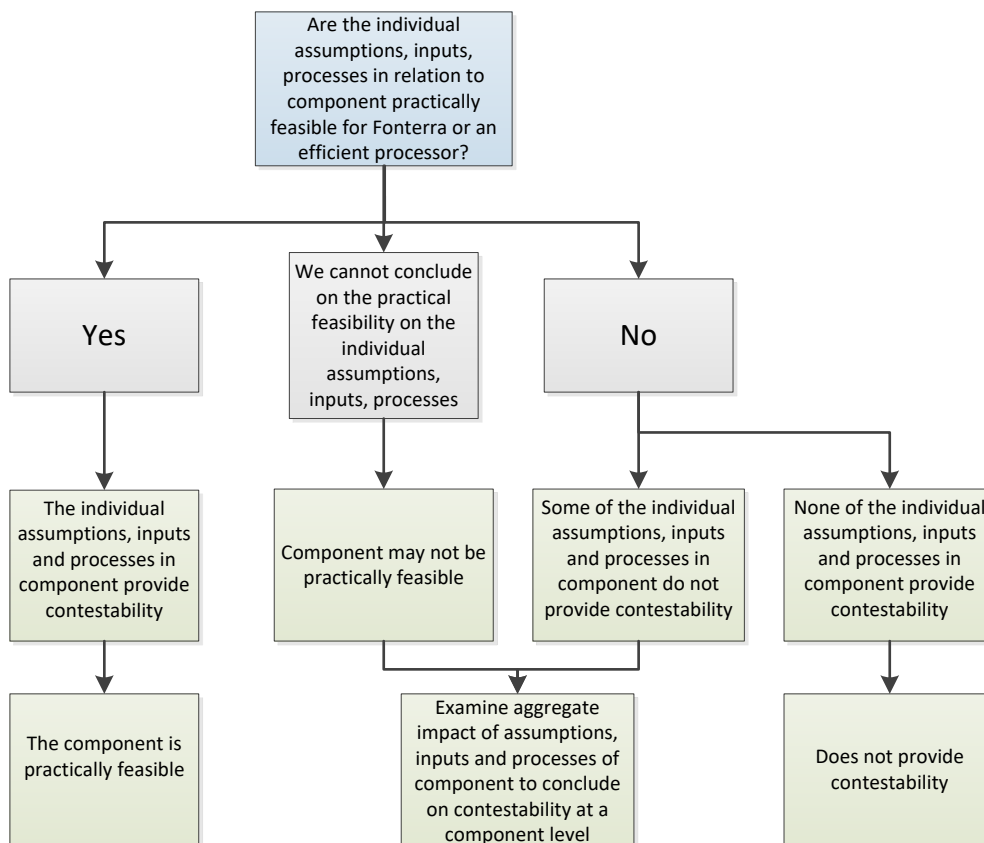 Are the individual
assumptions, inputs,
processes in relation to
component practically
feasible for Fonterra or an
efficient processor?
Yes
We cannot conclude
on the practical
feasibility on the
individual
assumptions,
inputs, processes
No
The individual
assumptions, inputs
and processes in
component provide
contestability
Component may not be
practically feasible
Some of the individual
assumptions, inputs
and processes in
component do not
provide contestability
None of the individual
assumptions, inputs
and processes in
component provide
contestability
The component is
practically feasible
Examine aggregate
impact of assumptions,
inputs and processes of
component to conclude
on contestability at a
component level
Does not provide
contestability